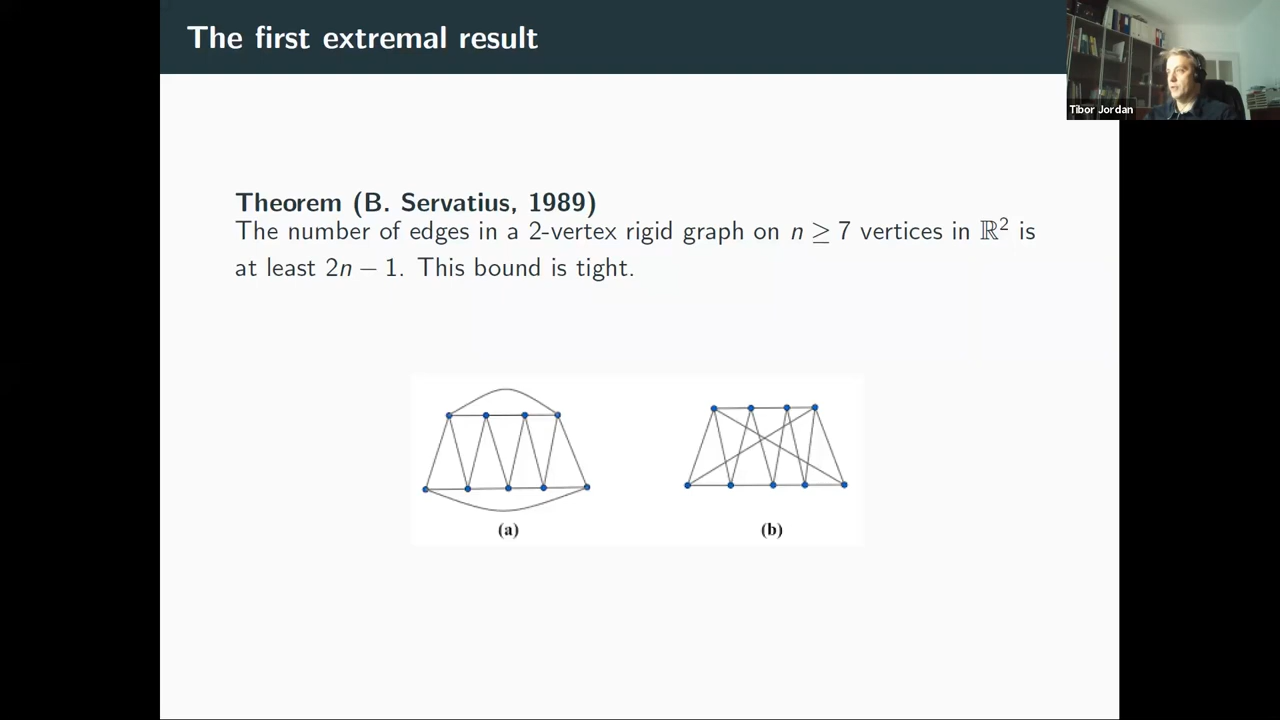 The first extremal result
Tibor Jordan
Theorem (B. Servatius, 1989)
The number of edges in a 2-vertex rigid graph on n ≥ 7 vertices in ℝ² is
at least 2n − 1. This bound is tight.
(a)
(b)